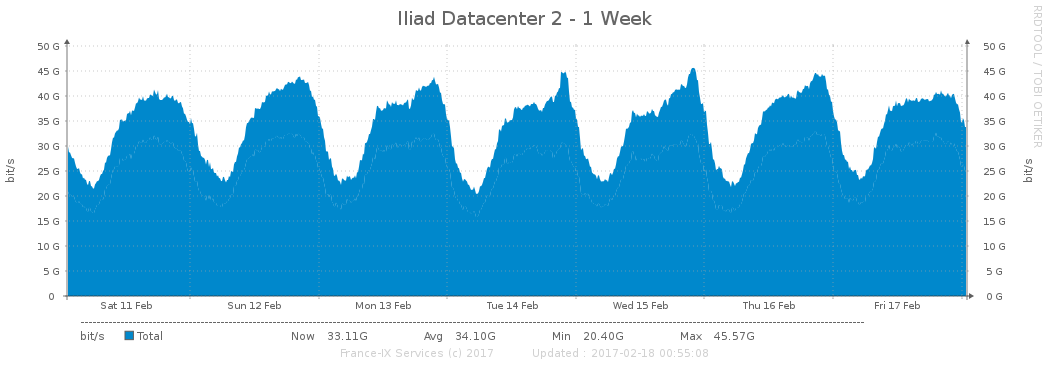 Iliad Datacenter 2 - 1 Week
RRDTOOL / TOBI OETIKER
bit/s
50 G
45 G
40 G
35 G
30 G
25 G
20 G
15 G
10 G
5 G
0
50 G
45 G
40 G
35 G
30 G
25 G
20 G
15 G
10 G
5 G
0 G
bit/s
Sat 11 Feb Sun 12 Feb Mon 13 Feb Tue 14 Feb Wed 15 Feb Thu 16 Feb Fri 17 Feb
bit/s Total Now 33.11G Avg 34.10G Min 20.40G Max 45.57G
France-IX Services (c) 2017 Updated : 2017-02-18 00:55:08